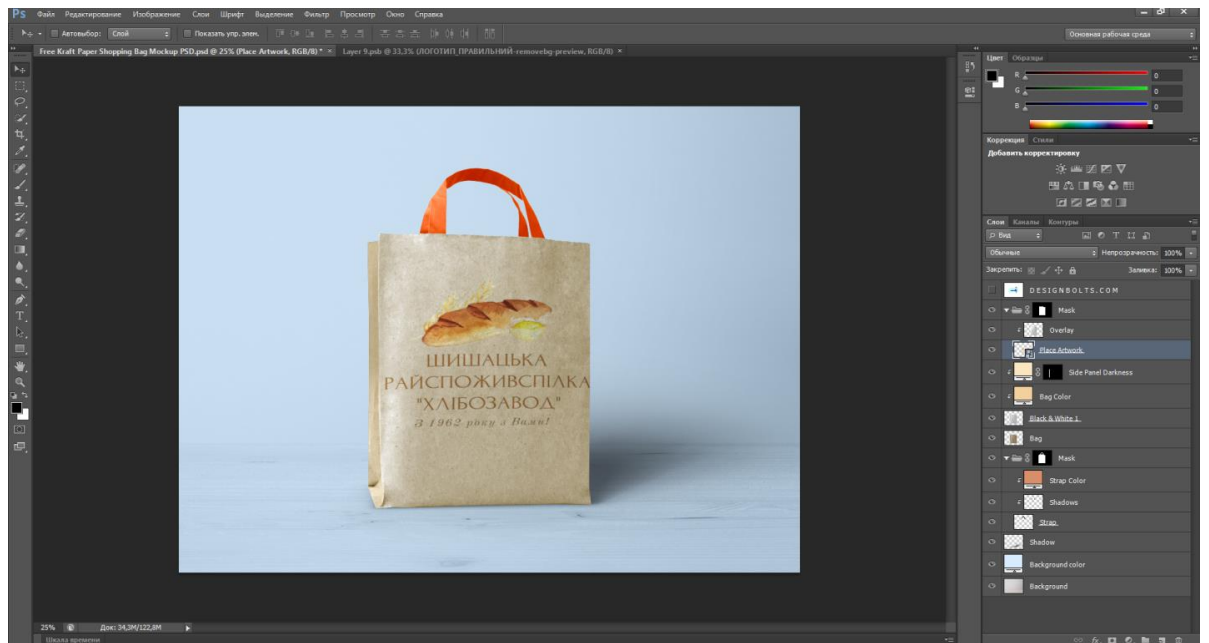 Ps Файл Редактирование Изображение Слои Шрифт Выделение Фильтр Просмотр Окно Справка
Автовыбор: Слой Показать упр. элем. Основная рабочая среда
Free Kraft Paper Shopping Bag Mockup PSD.psd @ 25% (Place Artwork, RGB/8) * × Layer 9.psb @ 33,3% (ЛОГОТИП_ПРАВИЛЬНИЙ-removebg-preview, RGB/8) ×
ШИШАЦЬКА
РАЙСПОЖИВСПІЛКА
"ХЛІБОЗАВОД"
З 1962 року з Вами!
25% Док: 34,3M/122,8M
Шкала времени
Цвет Образцы
R 0
G 0
B 0
Коррекция Стили
Добавить корректировку
Слои Каналы Контуры
Вид
Обычные Непрозрачность: 100%
Закрепить: Заливка: 100%
DESIGNBOLTS.COM
Mask
Overlay
Place Artwork
Side Panel Darkness
Bag Color
Black & White 1
Bag
Mask
Strap Color
Shadows
Strap
Shadow
Background color
Background